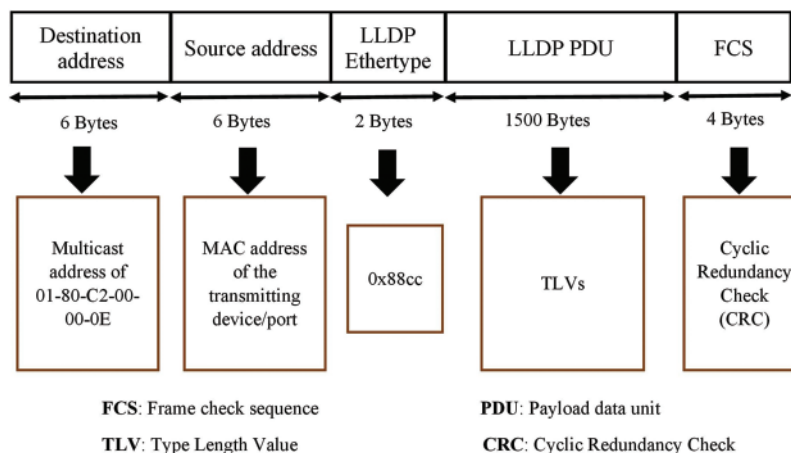 Destination address
Source address
LLDP Ethertype
LLDP PDU
FCS
6 Bytes
6 Bytes
2 Bytes
1500 Bytes
4 Bytes
Multicast
address of
01-80-C2-00-
00-0E
MAC address
of the
transmitting
device/port
0x88cc
TLVs
Cyclic
Redundancy
Check
(CRC)
FCS: Frame check sequence
PDU: Payload data unit
TLV: Type Length Value
CRC: Cyclic Redundancy Check